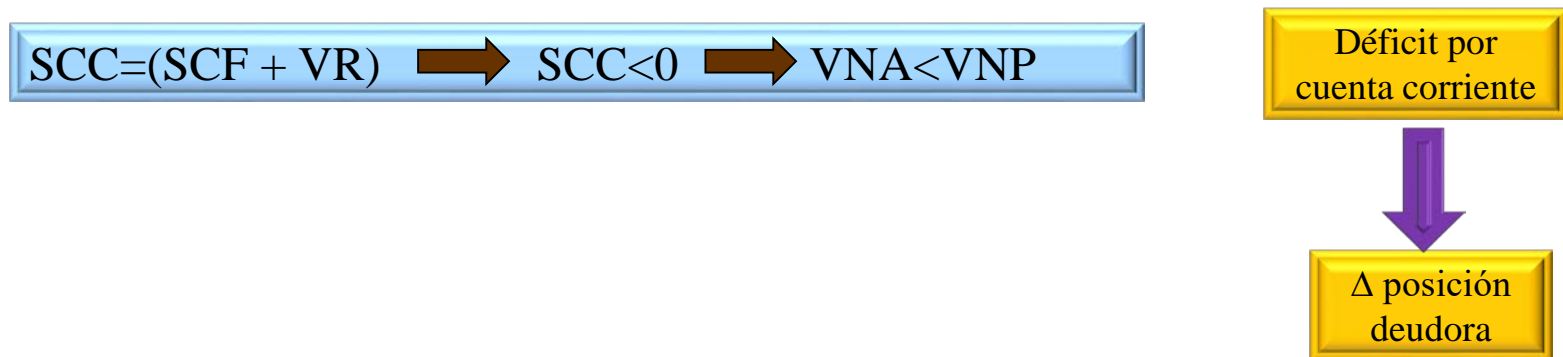 SCC=(SCF + VR) SCC<0 VNA<VNP
Déficit por
cuenta corriente
Δ posición
deudora